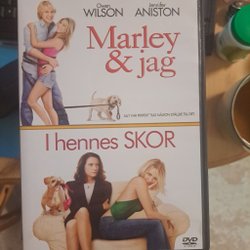 Owen Jennifer
WILSON ANISTON
Marley
& jag
I hennes SKOR
DVD